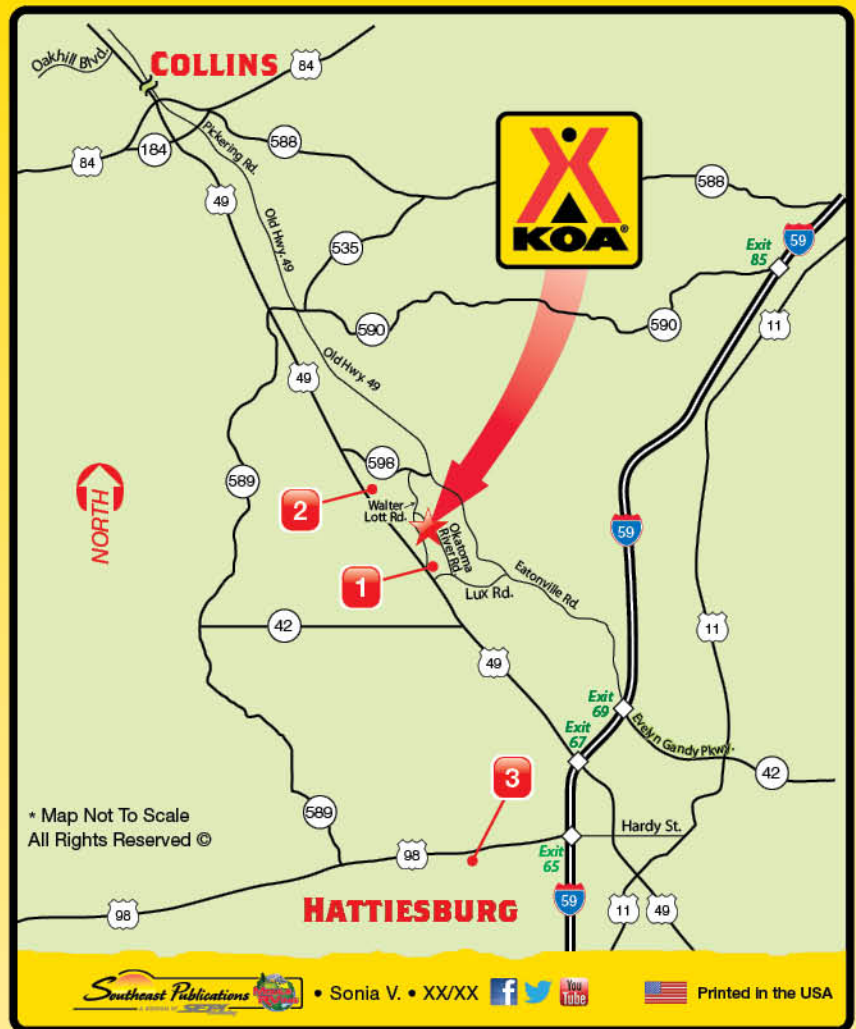 Oakhill Blvd.
COLLINS
84
184
84
588
Pickering Rd.
49
Old Hwy. 49
535
KOA®
588
Exit
85
59
590
590
11
49
Old Hwy. 49
589
598
NORTH
2
Walter
Lott Rd.
Okatoma
River Rd
59
1
Lux Rd.
Eatonville Rd.
42
11
49
Exit
69
Exit
67
Evelyn Gandy Pkwy.
42
3
* Map Not To Scale
All Rights Reserved ©
589
Hardy St.
98
Exit
65
98
HATTIESBURG
59
11
49
Southeast Publications
• Sonia V. • XX/XX
f
You
Tube
Printed in the USA